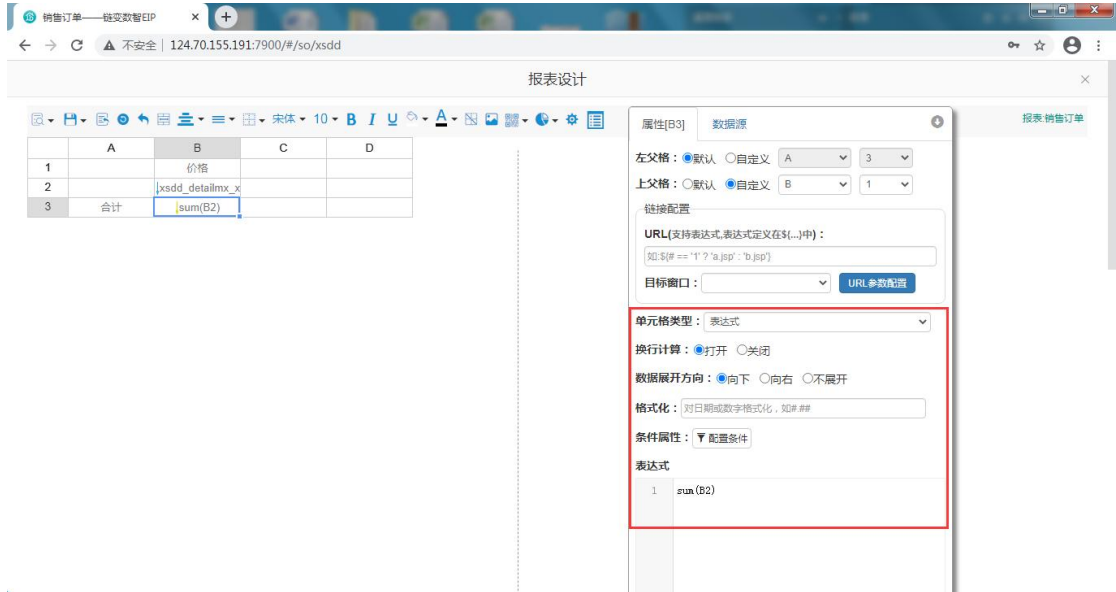 销售订单——链变数智EIP
不安全 124.70.155.191:7900/#/so/xsdd
报表设计
宋体 10 B I U A
属性[B3] 数据源
报表:销售订单
A B C D
1 价格
2 xsdd_detailmx_x
3 合计 sum(B2)
左父格：默认 自定义 A 3
上父格：默认 自定义 B 1
链接配置
URL(支持表达式,表达式定义在${...}中)：
如:${# == '1' ? 'a.jsp' : 'b.jsp'}
目标窗口： URL参数配置
单元格类型： 表达式
换行计算：打开 关闭
数据展开方向：向下 向右 不展开
格式化：对日期或数字格式化，如#.##
条件属性： 配置条件
表达式
1 sum(B2)